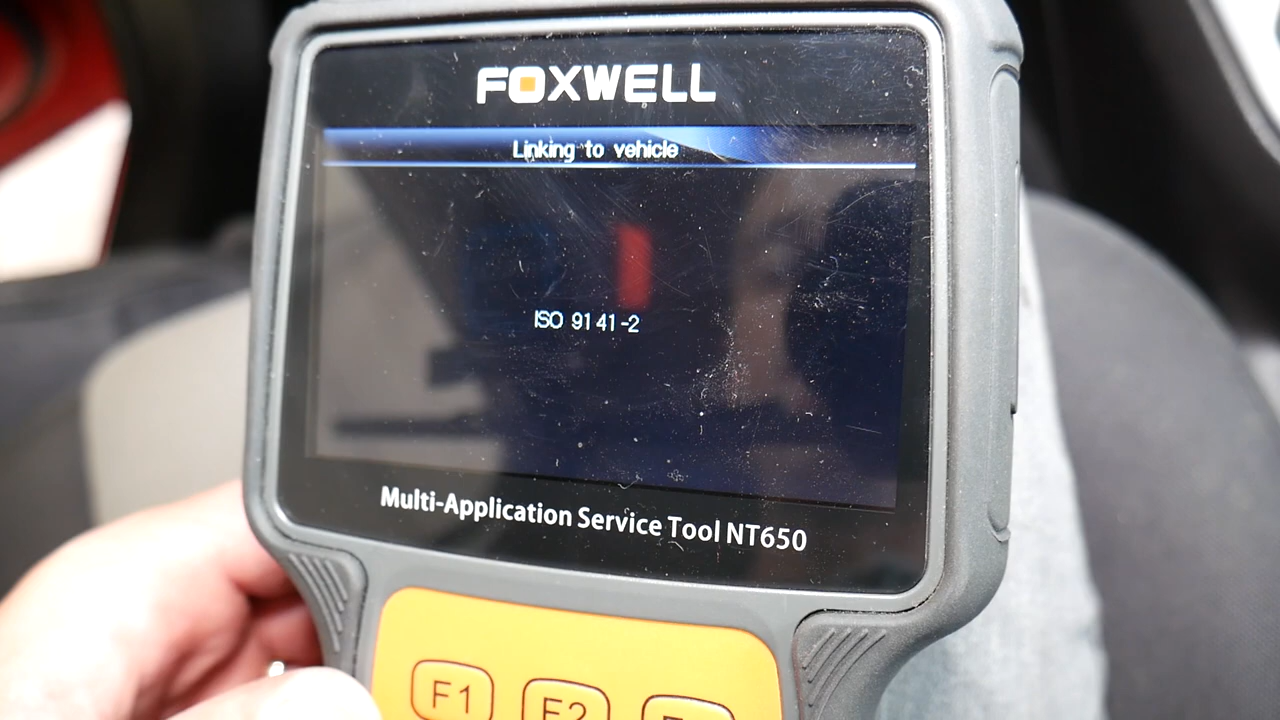 FOXWELL
Linking to vehicle
ISO 9141-2
Multi-Application Service Tool NT650
F1
F2